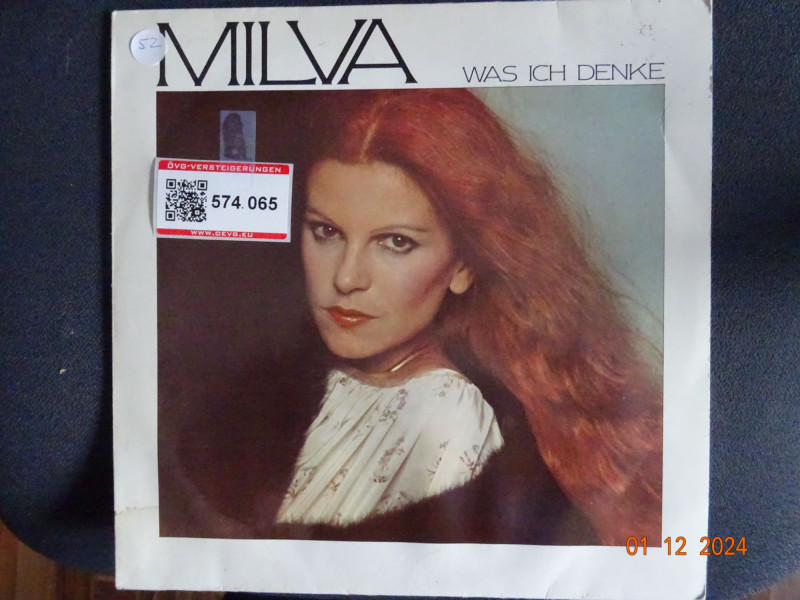 52
MILVA
WAS ICH DENKE
ÖVG-VERSTEIGERUNGEN
574.065
WWW.OEVG.EU
01 12 2024